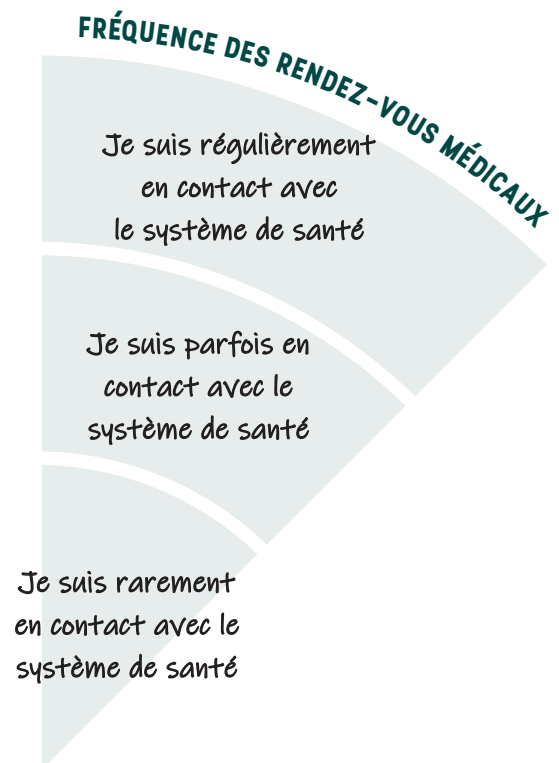 FRÉQUENCE DES RENDEZ-VOUS MÉDICAUX
Je suis régulièrement
en contact avec
le système de santé
Je suis parfois en
contact avec le
système de santé
Je suis rarement
en contact avec le
système de santé